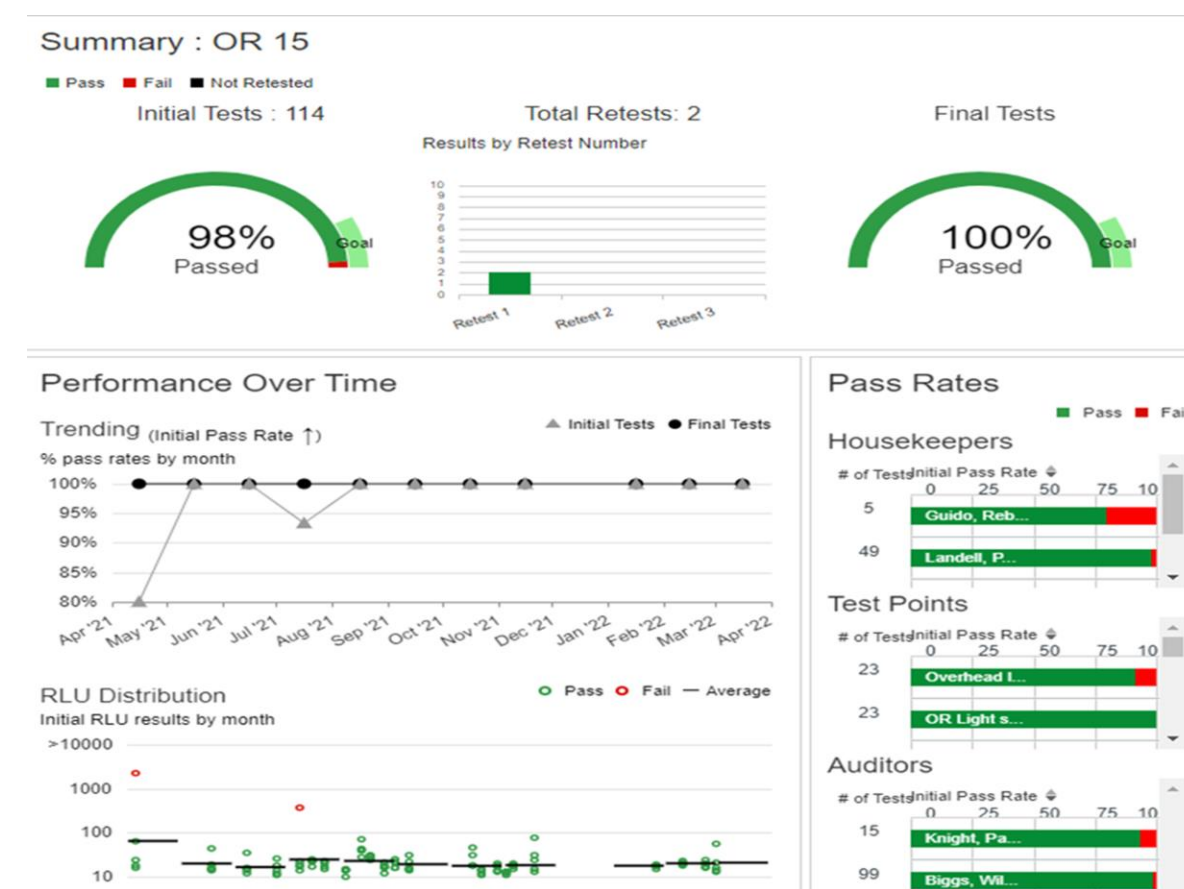 Summary : OR 15
Pass Fail Not Retested
Initial Tests : 114
98%
Passed
Goal
Total Retests: 2
Results by Retest Number
10
9
8
7
6
5
4
3
2
1
0
Retest 1 Retest 2 Retest 3
Final Tests
100%
Passed
Goal
Performance Over Time
Trending (Initial Pass Rate ↑)
% pass rates by month
Initial Tests Final Tests
100%
95%
90%
85%
80%
Apr '21 May '21 Jun '21 Jul '21 Aug '21 Sep '21 Oct '21 Nov '21 Dec '21 Jan '22 Feb '22 Mar '22 Apr '22
RLU Distribution
Initial RLU results by month
Pass Fail Average
>10000
1000
100
10
Pass Rates
Pass Fai
Housekeepers
# of Tests Initial Pass Rate
0 25 50 75 10
5 Guido, Reb...
49 Landell, P...
Test Points
# of Tests Initial Pass Rate
0 25 50 75 10
23 Overhead l...
23 OR Light s...
Auditors
# of Tests Initial Pass Rate
0 25 50 75 10
15 Knight, Pa...
99 Biggs, Wil...